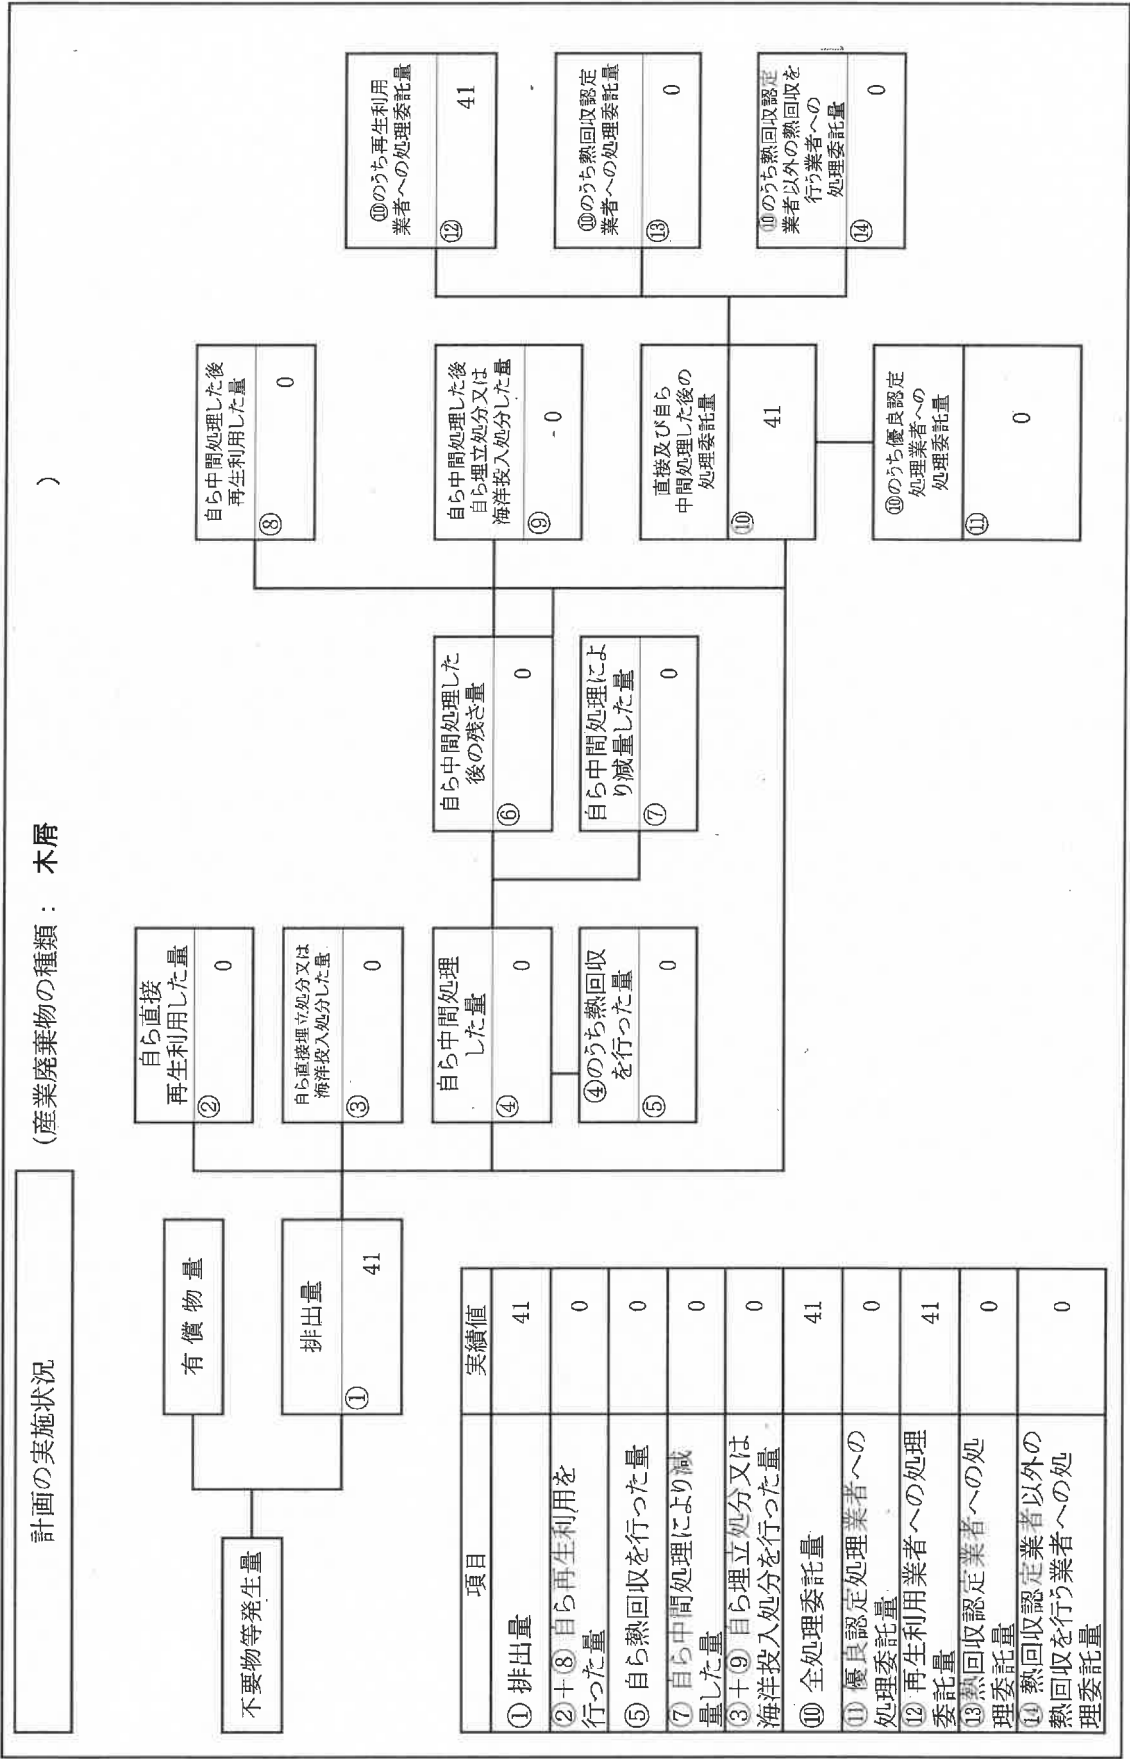 計画の実施状況
(産業廃棄物の種類： 木屑 )
不要物等発生量
有償物量
排出量
① 41
自ら直接
再生利用した量
② 0
自ら直接埋立処分又は
海洋投入処分した量
③ 0
自ら中間処理
した量
④ 0
④のうち熱回収
を行った量
⑤ 0
自ら中間処理した
後の残さ量
⑥ 0
自ら中間処理によ
り減量した量
⑦ 0
自ら中間処理した後
再生利用した量
⑧ 0
自ら中間処理した後
自ら埋立処分又は
海洋投入処分した量
⑨ 0
直接及び自ら
中間処理した後の
処理委託量
⑩ 41
⑩のうち優良認定
処理業者への
処理委託量
⑪ 0
⑩のうち再生利用
業者への処理委託量
⑫ 41
⑩のうち熱回収認定
業者への処理委託量
⑬ 0
⑩のうち熱回収認定
業者以外の熱回収を
行う業者への
処理委託量
⑭ 0
項目 実績値
①排出量 41
②＋⑧ 自ら再生利用を
行った量 0
⑤ 自ら熱回収を行った量 0
⑦ 自ら中間処理により減
量した量 0
③＋⑨ 自ら埋立処分又は
海洋投入処分を行った量 0
⑩ 全処理委託量 41
⑪ 優良認定処理業者への
処理委託量 0
⑫ 再生利用業者への処理
委託量 41
⑬熱回収認定業者への処
理委託量 0
⑭ 熱回収認定業者以外の
熱回収を行う業者への処
理委託量 0